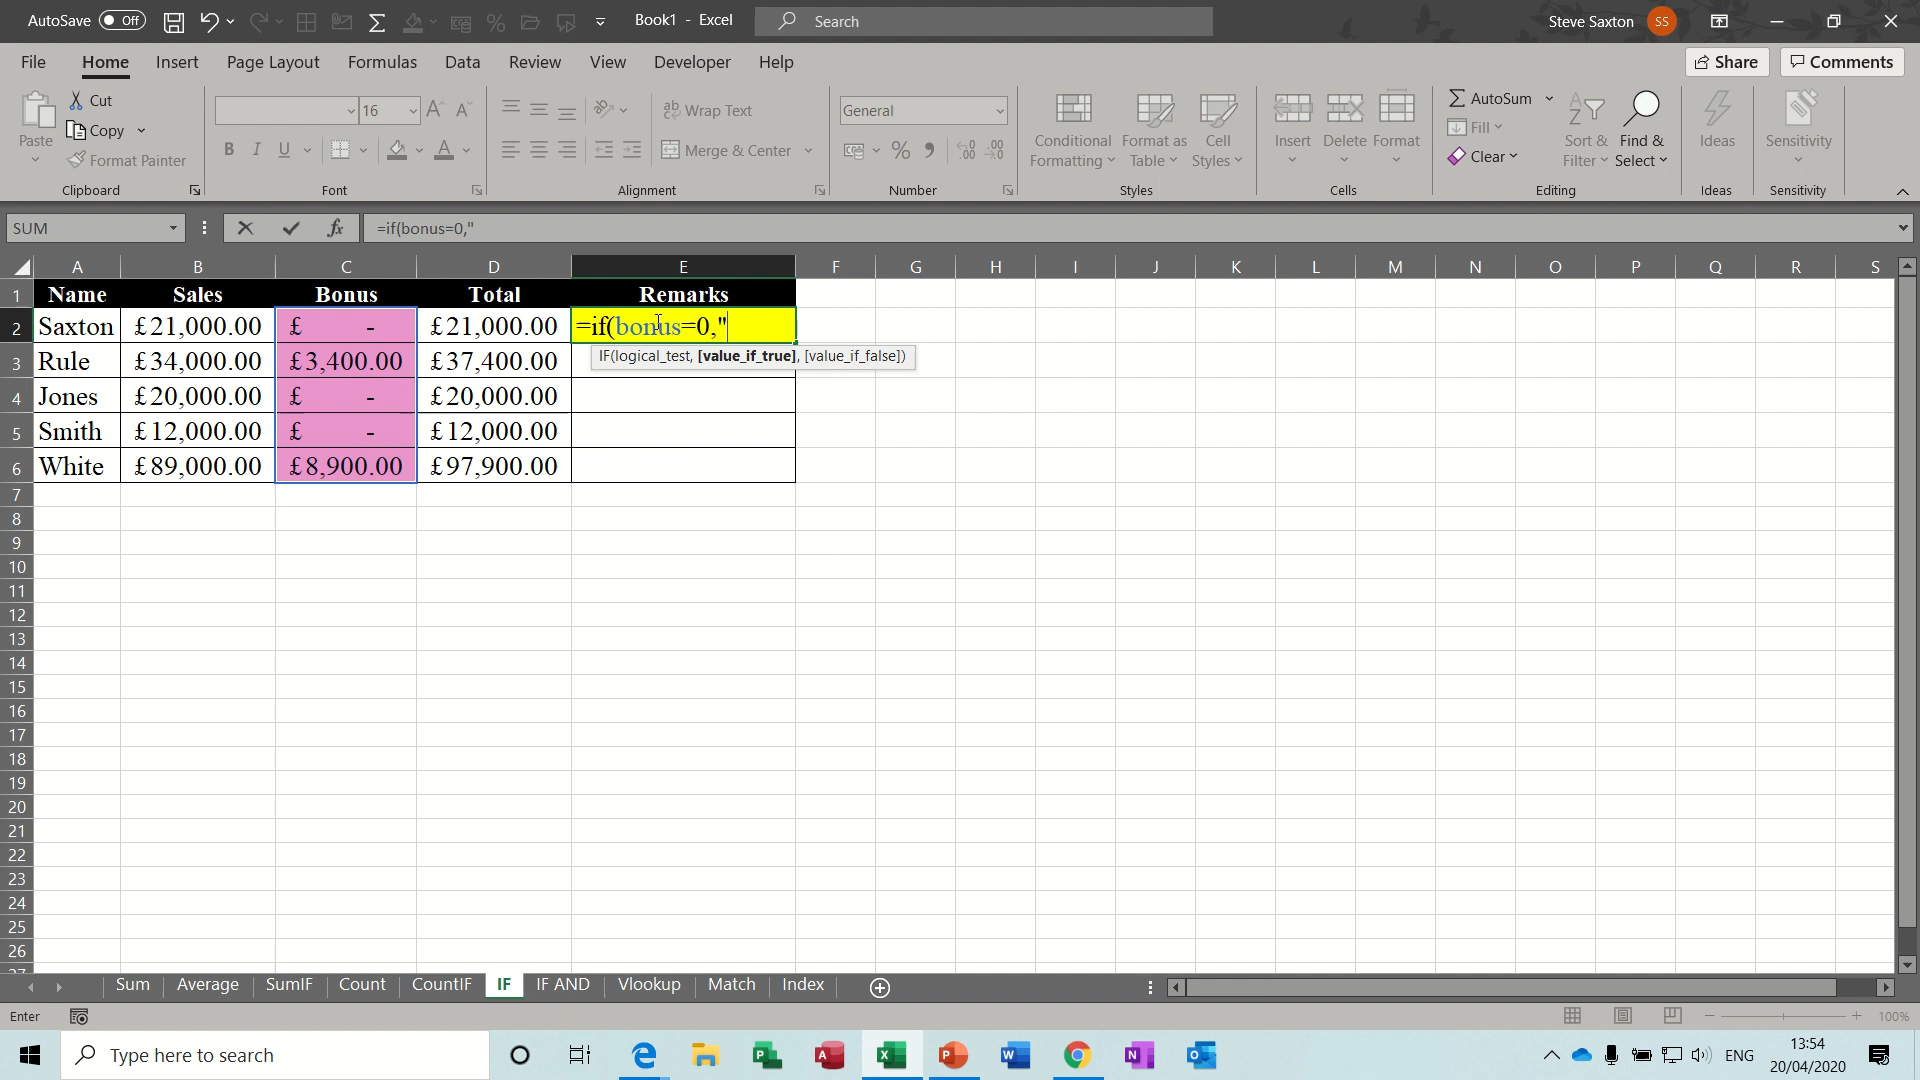 AutoSave Off Book1 - Excel Search Steve Saxton SS
File Home Insert Page Layout Formulas Data Review View Developer Help Share Comments
Paste Cut Copy Format Painter Clipboard
16 B I U A Font
ab Wrap Text Merge & Center Alignment
General % Number
Conditional Formatting Format as Table Cell Styles Styles
Insert Delete Format Cells
AutoSum Fill Clear Sort & Filter Find & Select Editing
Ideas Ideas
Sensitivity Sensitivity
SUM fx =if(bonus=0,"
A B C D E F G H I J K L M N O P Q R S
1 Name Sales Bonus Total Remarks
2 Saxton £21,000.00 £ - £21,000.00 =if(bonus=0,"
IF(logical_test, [value_if_true], [value_if_false])
3 Rule £34,000.00 £3,400.00 £37,400.00
4 Jones £20,000.00 £ - £20,000.00
5 Smith £12,000.00 £ - £12,000.00
6 White £89,000.00 £8,900.00 £97,900.00
7
8
9
10
11
12
13
14
15
16
17
18
19
20
21
22
23
24
25
26
27
Sum Average SumIF Count CountIF IF IF AND Vlookup Match Index
Enter 100%
Type here to search ENG 13:54
20/04/2020